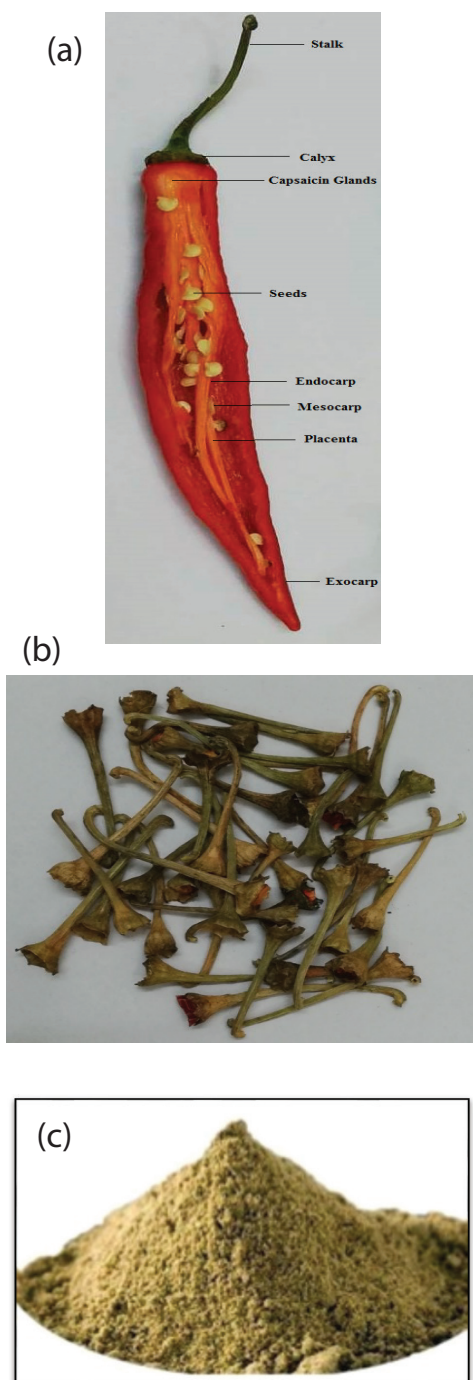 (a)
Stalk
Calyx
Capsaicin Glands
Seeds
Endocarp
Mesocarp
Placenta
Exocarp
(b)
(c)